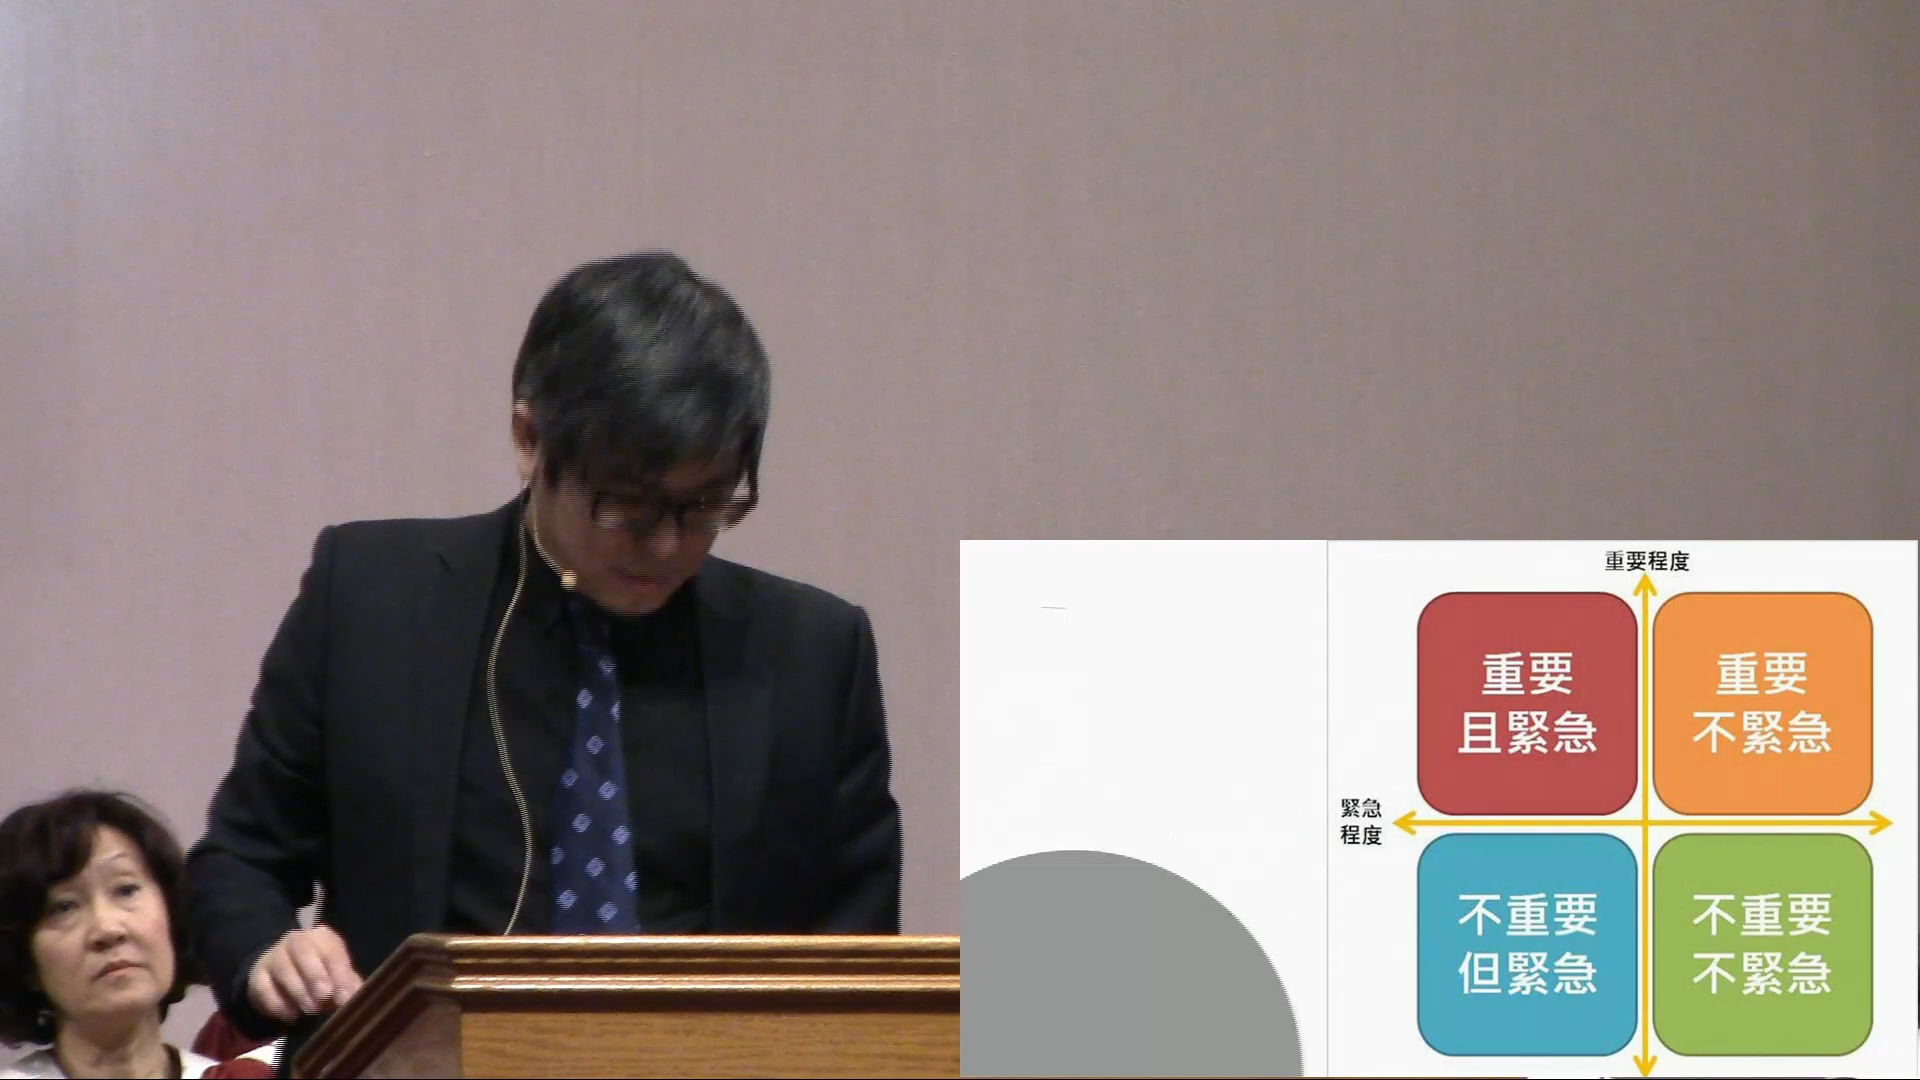 重要程度
重要
且緊急
重要
不緊急
緊急
程度
不重要
但緊急
不重要
不緊急